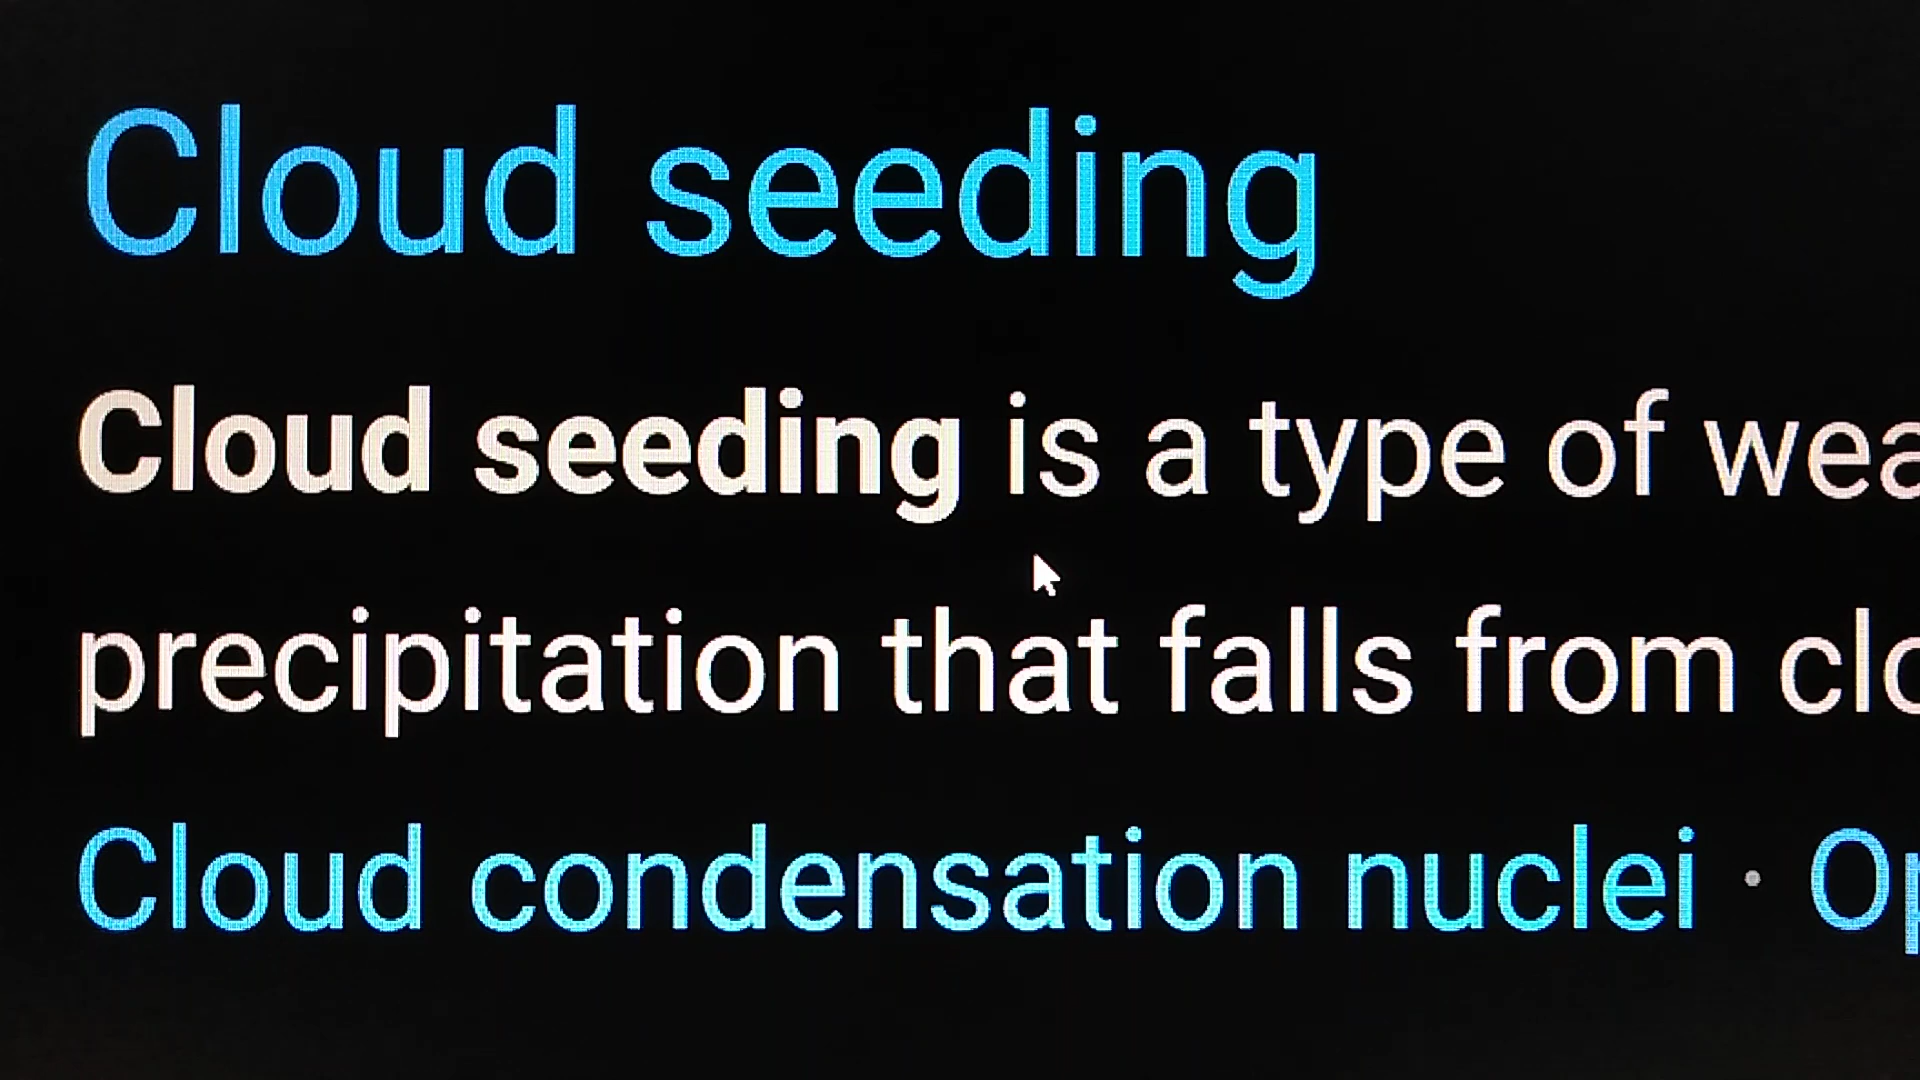 Cloud seeding
Cloud seeding is a type of wea
precipitation that falls from clo
Cloud condensation nuclei · Op